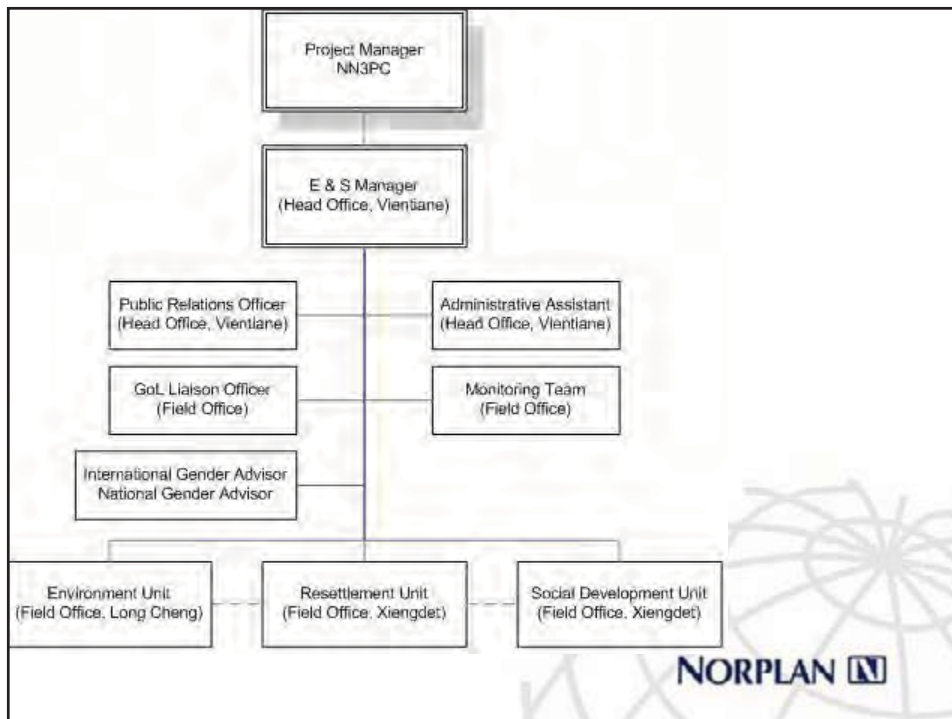 Project Manager
NN3PC
E & S Manager
(Head Office, Vientiane)
Public Relations Officer
(Head Office, Vientiane)
Administrative Assistant
(Head Office, Vientiane)
GoL Liaison Officer
(Field Office)
Monitoring Team
(Field Office)
International Gender Advisor
National Gender Advisor
Environment Unit
(Field Office, Long Cheng)
Resettlement Unit
(Field Office, Xiengdet)
Social Development Unit
(Field Office, Xiengdet)
NORPLAN N